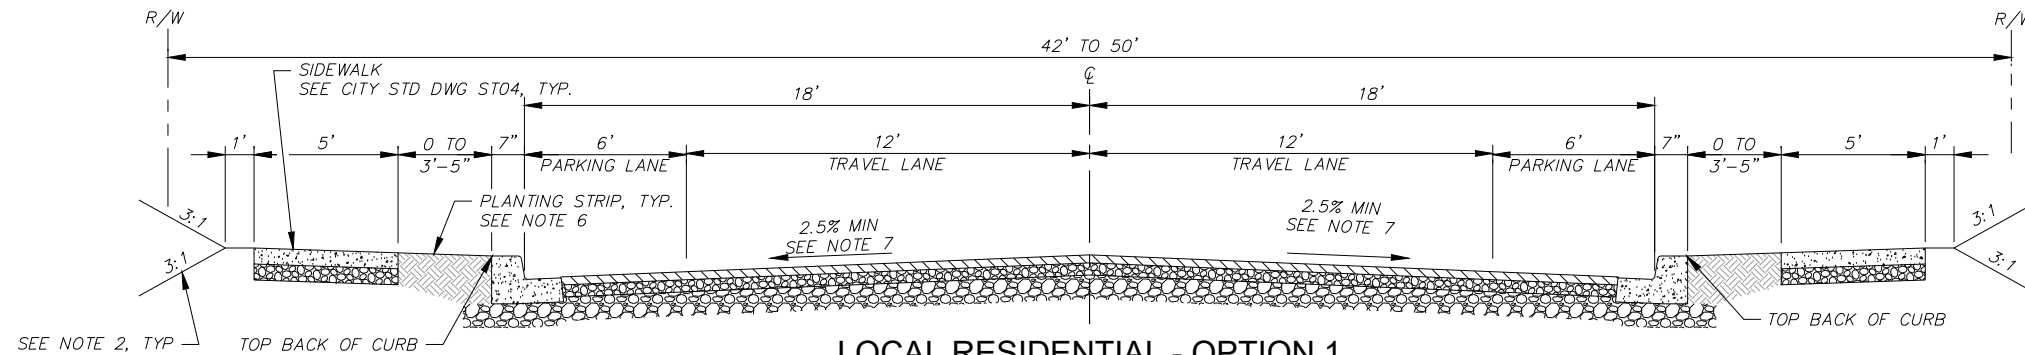 R/W
R/W
42' TO 50'
SIDEWALK
SEE CITY STD DWG ST04, TYP.
℄
18'
18'
1'
5'
0 TO
3'-5"
7"
6'
PARKING LANE
12'
TRAVEL LANE
12'
TRAVEL LANE
6'
PARKING LANE
7"
0 TO
3'-5"
5'
1'
3:1
3:1
PLANTING STRIP, TYP.
SEE NOTE 6
2.5% MIN
SEE NOTE 7
2.5% MIN
SEE NOTE 7
3:1
3:1
SEE NOTE 2, TYP
TOP BACK OF CURB
TOP BACK OF CURB
LOCAL RESIDENTIAL - OPTION 1